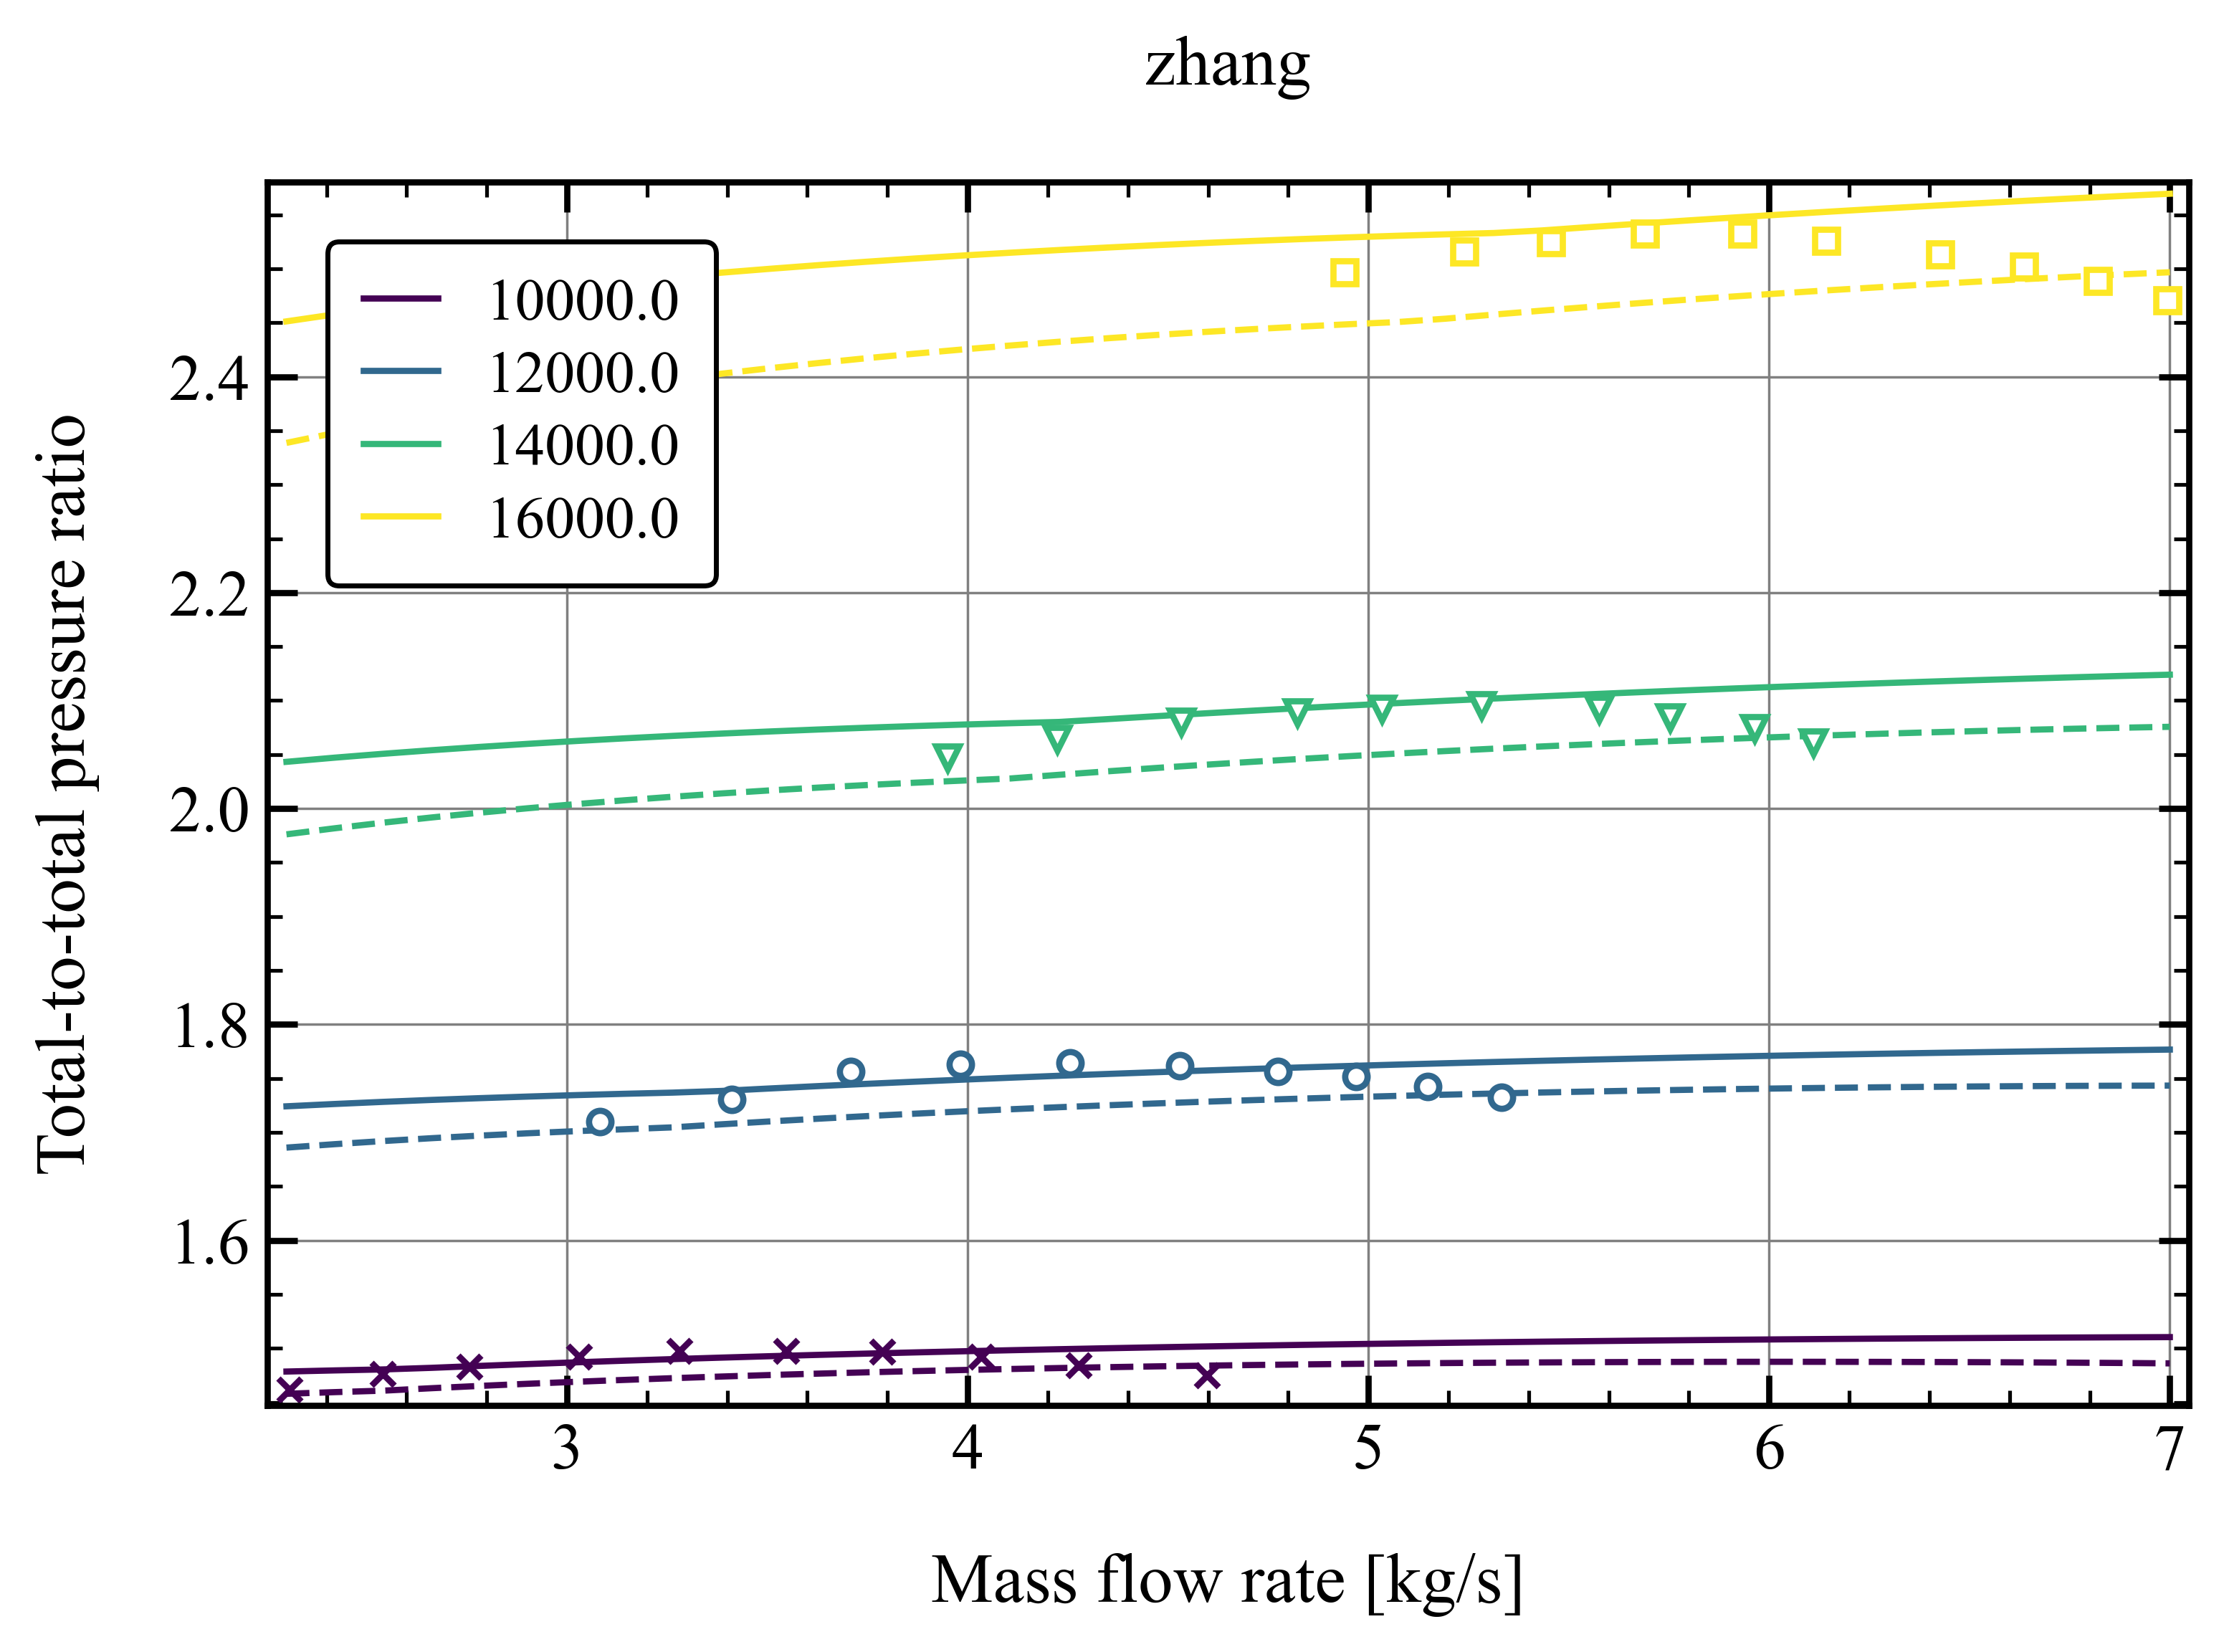 zhang
Total-to-total pressure ratio
2.4
2.2
2.0
1.8
1.6
10000.0
12000.0
14000.0
16000.0
3 4 5 6 7
Mass flow rate [kg/s]